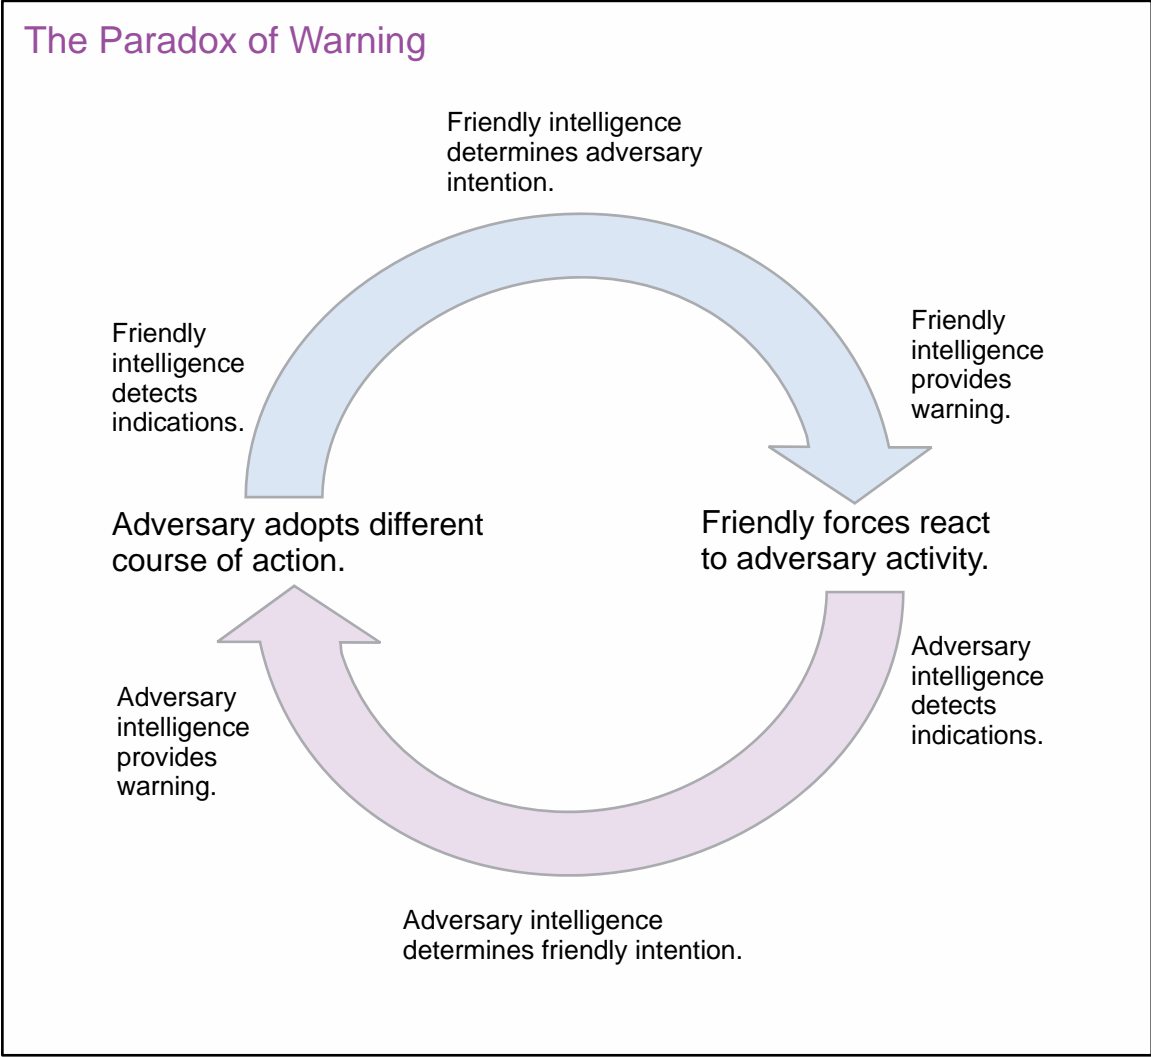 The Paradox of Warning
Friendly intelligence
determines adversary
intention.
Friendly
intelligence
detects
indications.
Friendly
intelligence
provides
warning.
Adversary adopts different
course of action.
Friendly forces react
to adversary activity.
Adversary
intelligence
provides
warning.
Adversary
intelligence
detects
indications.
Adversary intelligence
determines friendly intention.